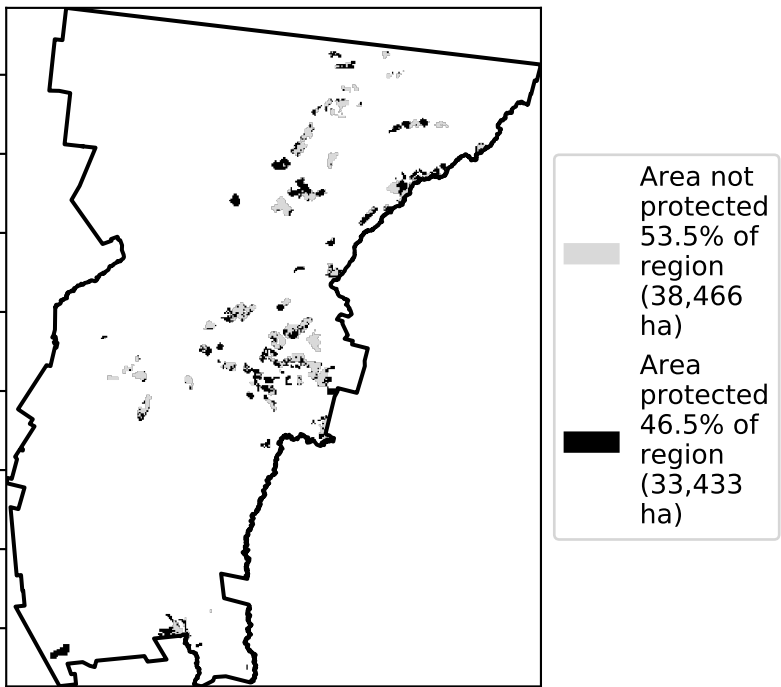 Area not
protected
53.5% of
region
(38,466
ha)
Area
protected
46.5% of
region
(33,433
ha)